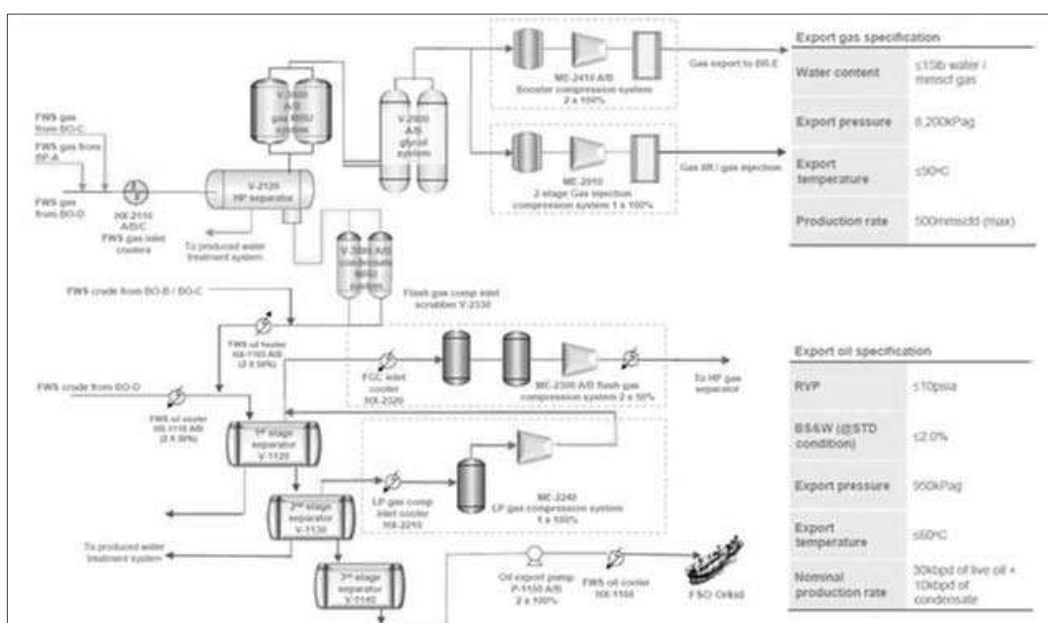 Export gas specification
Water content
≤15lb water /
mmscf gas
Export pressure
8,200kPag
Export
temperature
≤50°C
Production rate
500mmscfd (max)
ME-2410 A/B
Booster compression system
2 x 100%
Gas export to BR-E
2 stage Gas injection
compression system 1 x 100%
Gas lift / gas injection
A/B
gas
system
A/B
glycol
system
FWS gas
from BO-C
FWS gas from
BP-A
FWS gas
from BO-D
HX-2110
A/B/C
FWS gas inlet
coolers
V-2120
HP separator
To produced water
treatment system
condensate
system
FWS crude from BO-B / BO-C
Flash gas comp inlet
scrubber V-2330
FWS oil heater
(2 X 50%)
FGC inlet
cooler
HX-2320
ME-2300 A/B flash gas
compression system 2 x 50%
To HP gas
separator
FWS crude from BO-D
FWS oil heater
HX-1110 A/B
(2 X 50%)
1st stage
separator
V-1120
2nd stage
separator
V-1130
3rd stage
separator
V-1140
LP gas comp
inlet cooler
HX-2210
ME-2240
LP gas compression system
1 x 100%
To produced water
treatment system
Oil export pump
P-1150 A/B
2 x 100%
FWS oil cooler
HX-1160
FSO Orkid
Export oil specification
RVP
≤10psia
BS&W (@STD
condition)
≤2.0%
Export pressure
950kPag
Export
temperature
≤60°C
Nominal
production rate
30kbpd of live oil +
10kbpd of
condensate